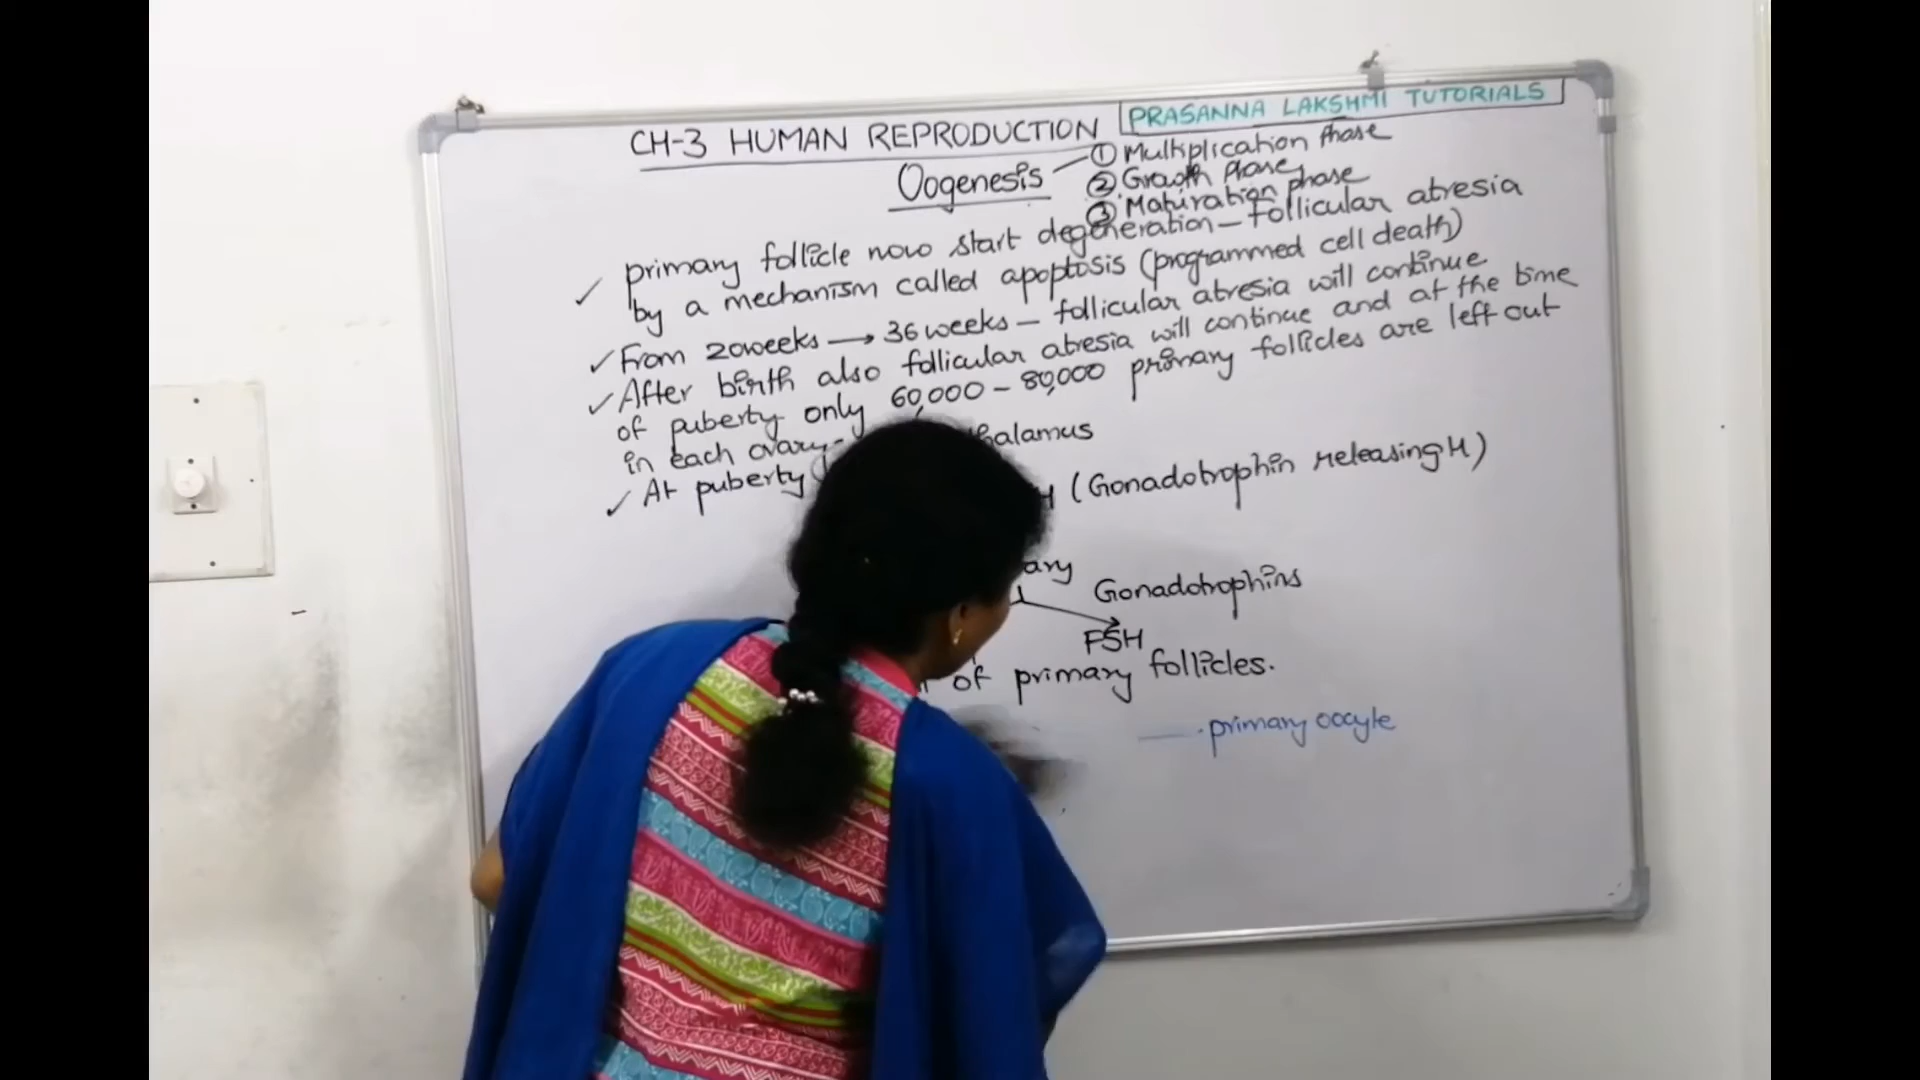 PRASANNA LAKSHMI TUTORIALS
CH-3 HUMAN REPRODUCTION
Oogenesis
① Multiplication phase
② Growth phase
③ Maturation phase
✓ primary follicle now start degeneration – follicular atresia
by a mechanism called apoptosis (programmed cell death)
✓ From 20weeks → 36 weeks – follicular atresia will continue
✓ After birth also follicular atresia will continue and at the time
of puberty only 60,000 – 80,000 primary follicles are left out
in each ovary.
✓ At puberty
(Gonadotrophin releasing H)
Gonadotrophins
FSH
of primary follicles.
primary oocyte